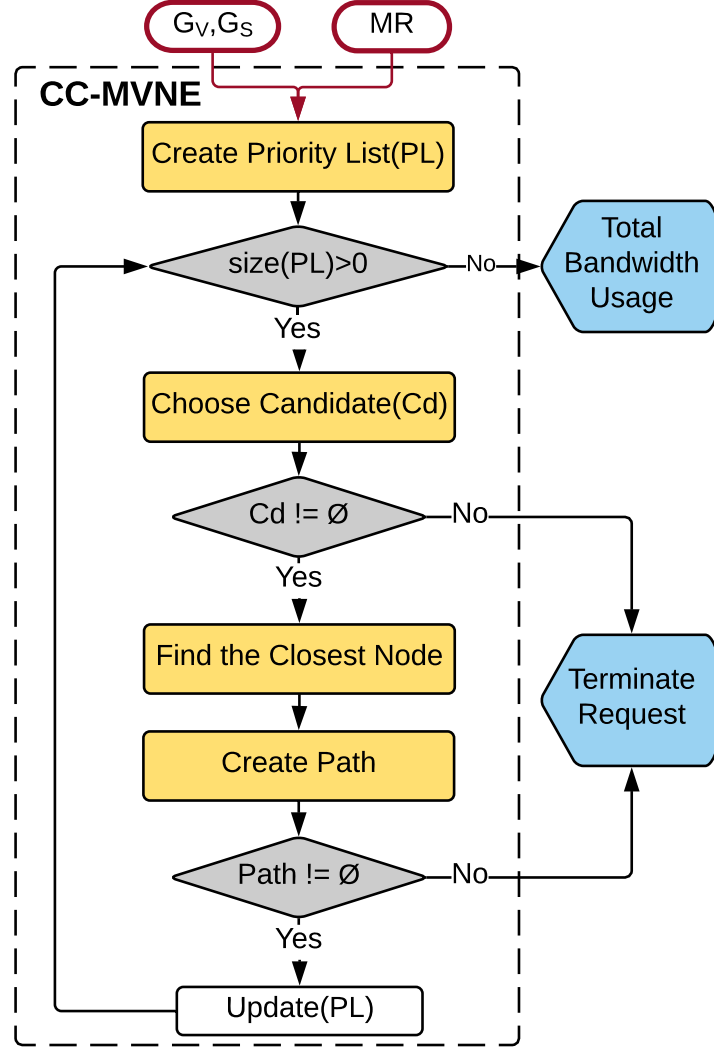 Gᵥ,Gₛ
MR
CC-MVNE
Create Priority List(PL)
size(PL)>0
No
Total
Bandwidth
Usage
Yes
Choose Candidate(Cd)
Cd != Ø
No
Yes
Find the Closest Node
Terminate
Request
Create Path
Path != Ø
No
Yes
Update(PL)